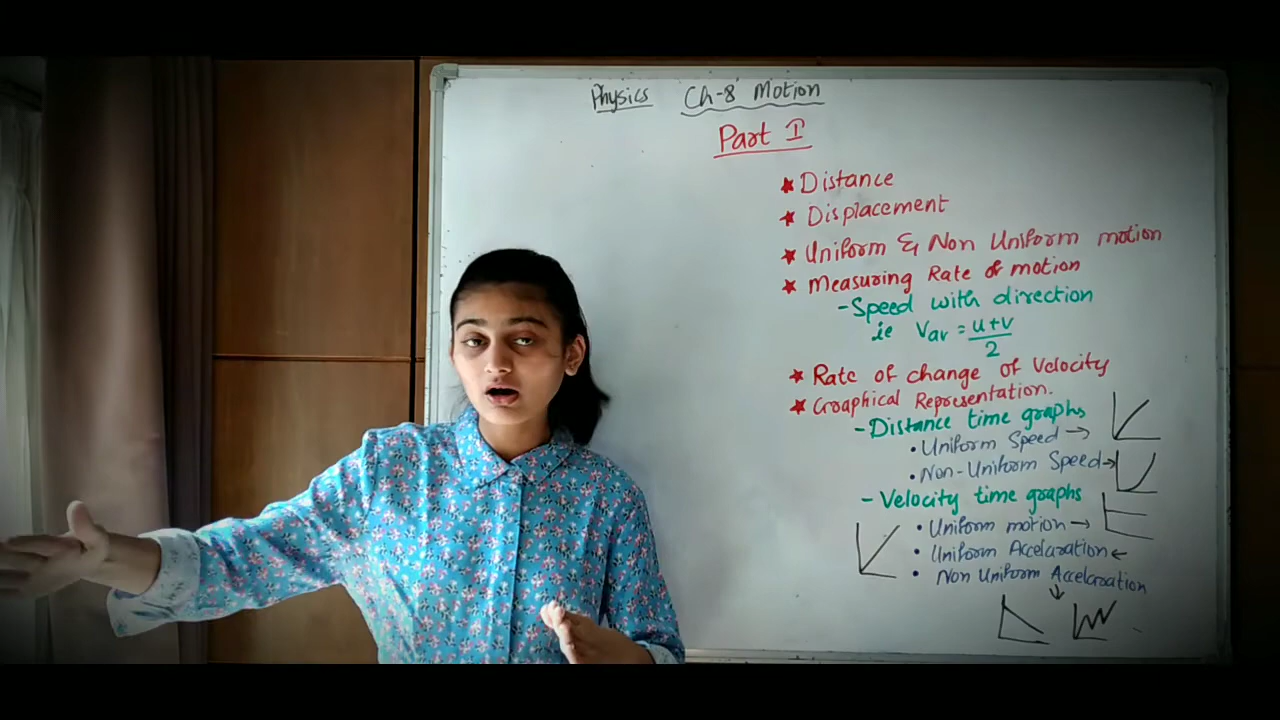 Physics Ch-8 Motion
Part I
★ Distance
★ Displacement
★ Uniform & Non Uniform motion
★ Measuring Rate of motion
-Speed with direction
ie Vav = u+v/2
★ Rate of change of Velocity
★ Graphical Representation.
- Distance time graphs
• Uniform Speed →
• Non-Uniform Speed→
- Velocity time graphs
• Uniform motion →
• Uniform Accelaration ←
• Non Uniform Accelaration